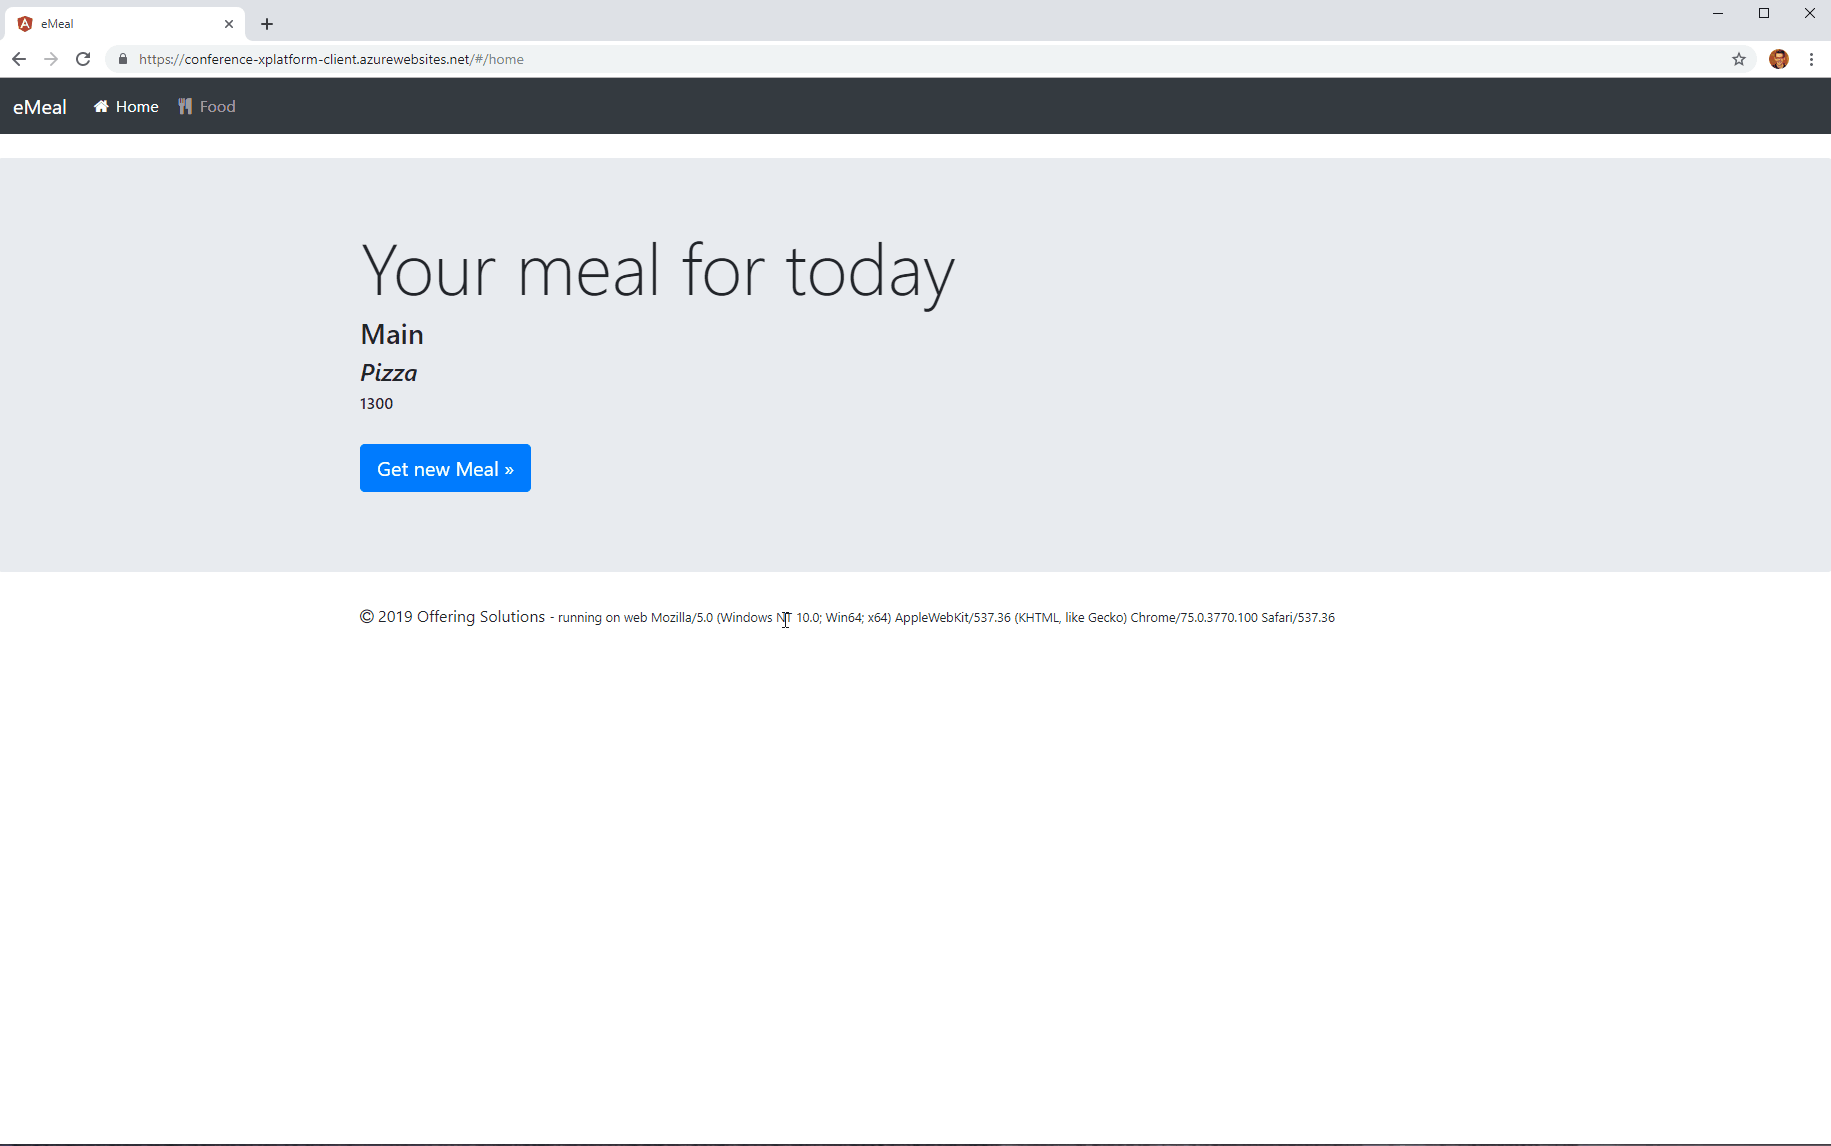 eMeal
https://conference-xplatform-client.azurewebsites.net/#/home
eMeal Home Food
Your meal for today
Main
Pizza
1300
Get new Meal »
© 2019 Offering Solutions - running on web Mozilla/5.0 (Windows NT 10.0; Win64; x64) AppleWebKit/537.36 (KHTML, like Gecko) Chrome/75.0.3770.100 Safari/537.36